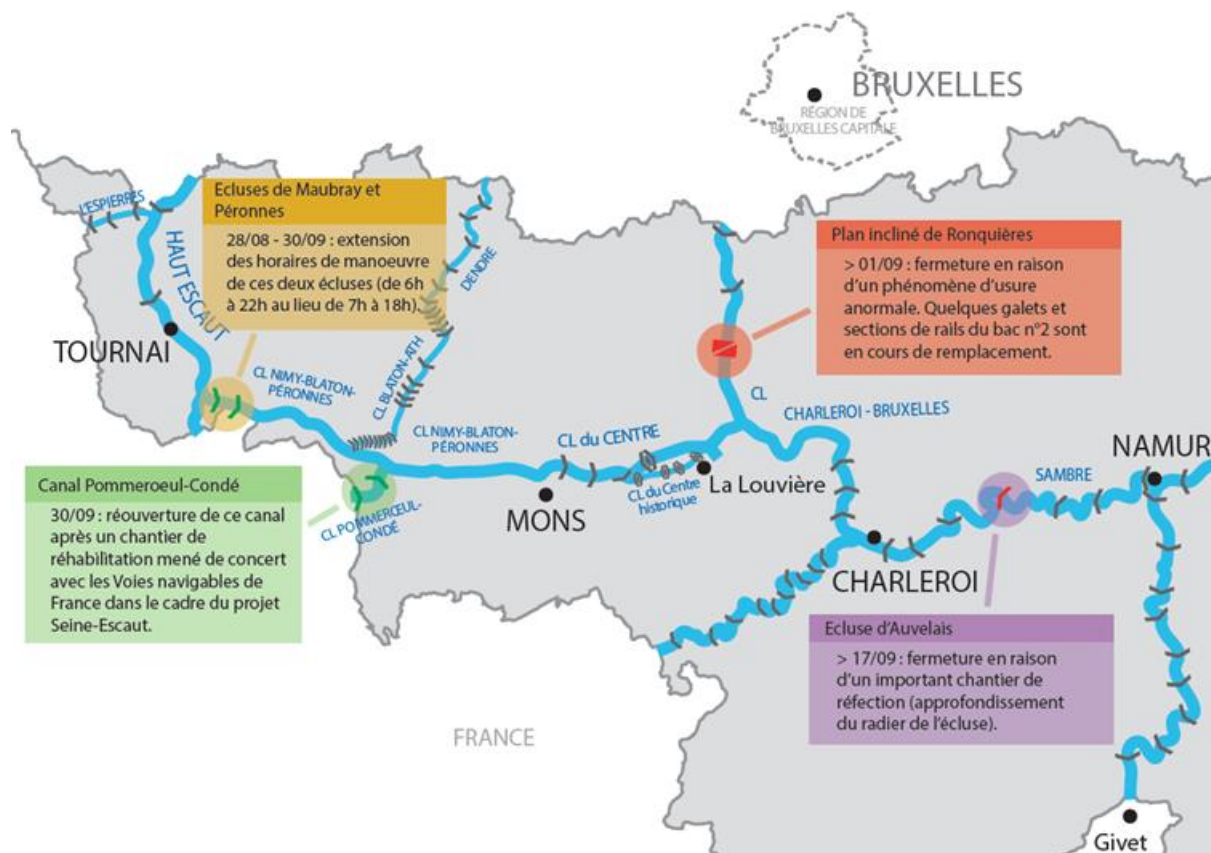 BRUXELLES
RÉGION DE
BRUXELLES CAPITALE
L'ESPIERRES
Ecluses de Maubray et
Péronnes
28/08 - 30/09 : extension
des horaires de manoeuvre
de ces deux écluses (de 6h
à 22h au lieu de 7h à 18h).
HAUT ESCAUT
DENDRE
Plan incliné de Ronquières
> 01/09 : fermeture en raison
d'un phénomène d'usure
anormale. Quelques galets et
sections de rails du bac n°2 sont
en cours de remplacement.
TOURNAI
CL NIMY-BLATON-
PÉRONNES
CL BLATON-ATH
CL
CHARLEROI - BRUXELLES
CL NIMY-BLATON-
PÉRONNES
CL du CENTRE
NAMUR
SAMBRE
La Louvière
CL du Centre
historique
MONS
Canal Pommeroeul-Condé
30/09 : réouverture de ce canal
après un chantier de
réhabilitation mené de concert
avec les Voies navigables de
France dans le cadre du projet
Seine-Escaut.
CL POMMERŒUL-
CONDÉ
CHARLEROI
Ecluse d'Auvelais
> 17/09 : fermeture en raison
d'un important chantier de
réfection (approfondissement
du radier de l'écluse).
FRANCE
Givet